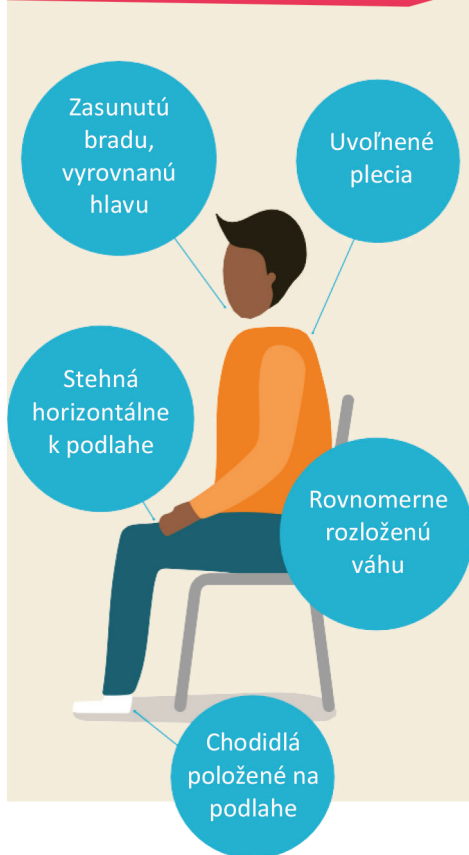 Zasunutú
bradu,
vyrovnanú
hlavu
Uvoľnené
plecia
Stehná
horizontálne
k podlahe
Rovnomerne
rozloženú
váhu
Chodidlá
položené na
podlahe